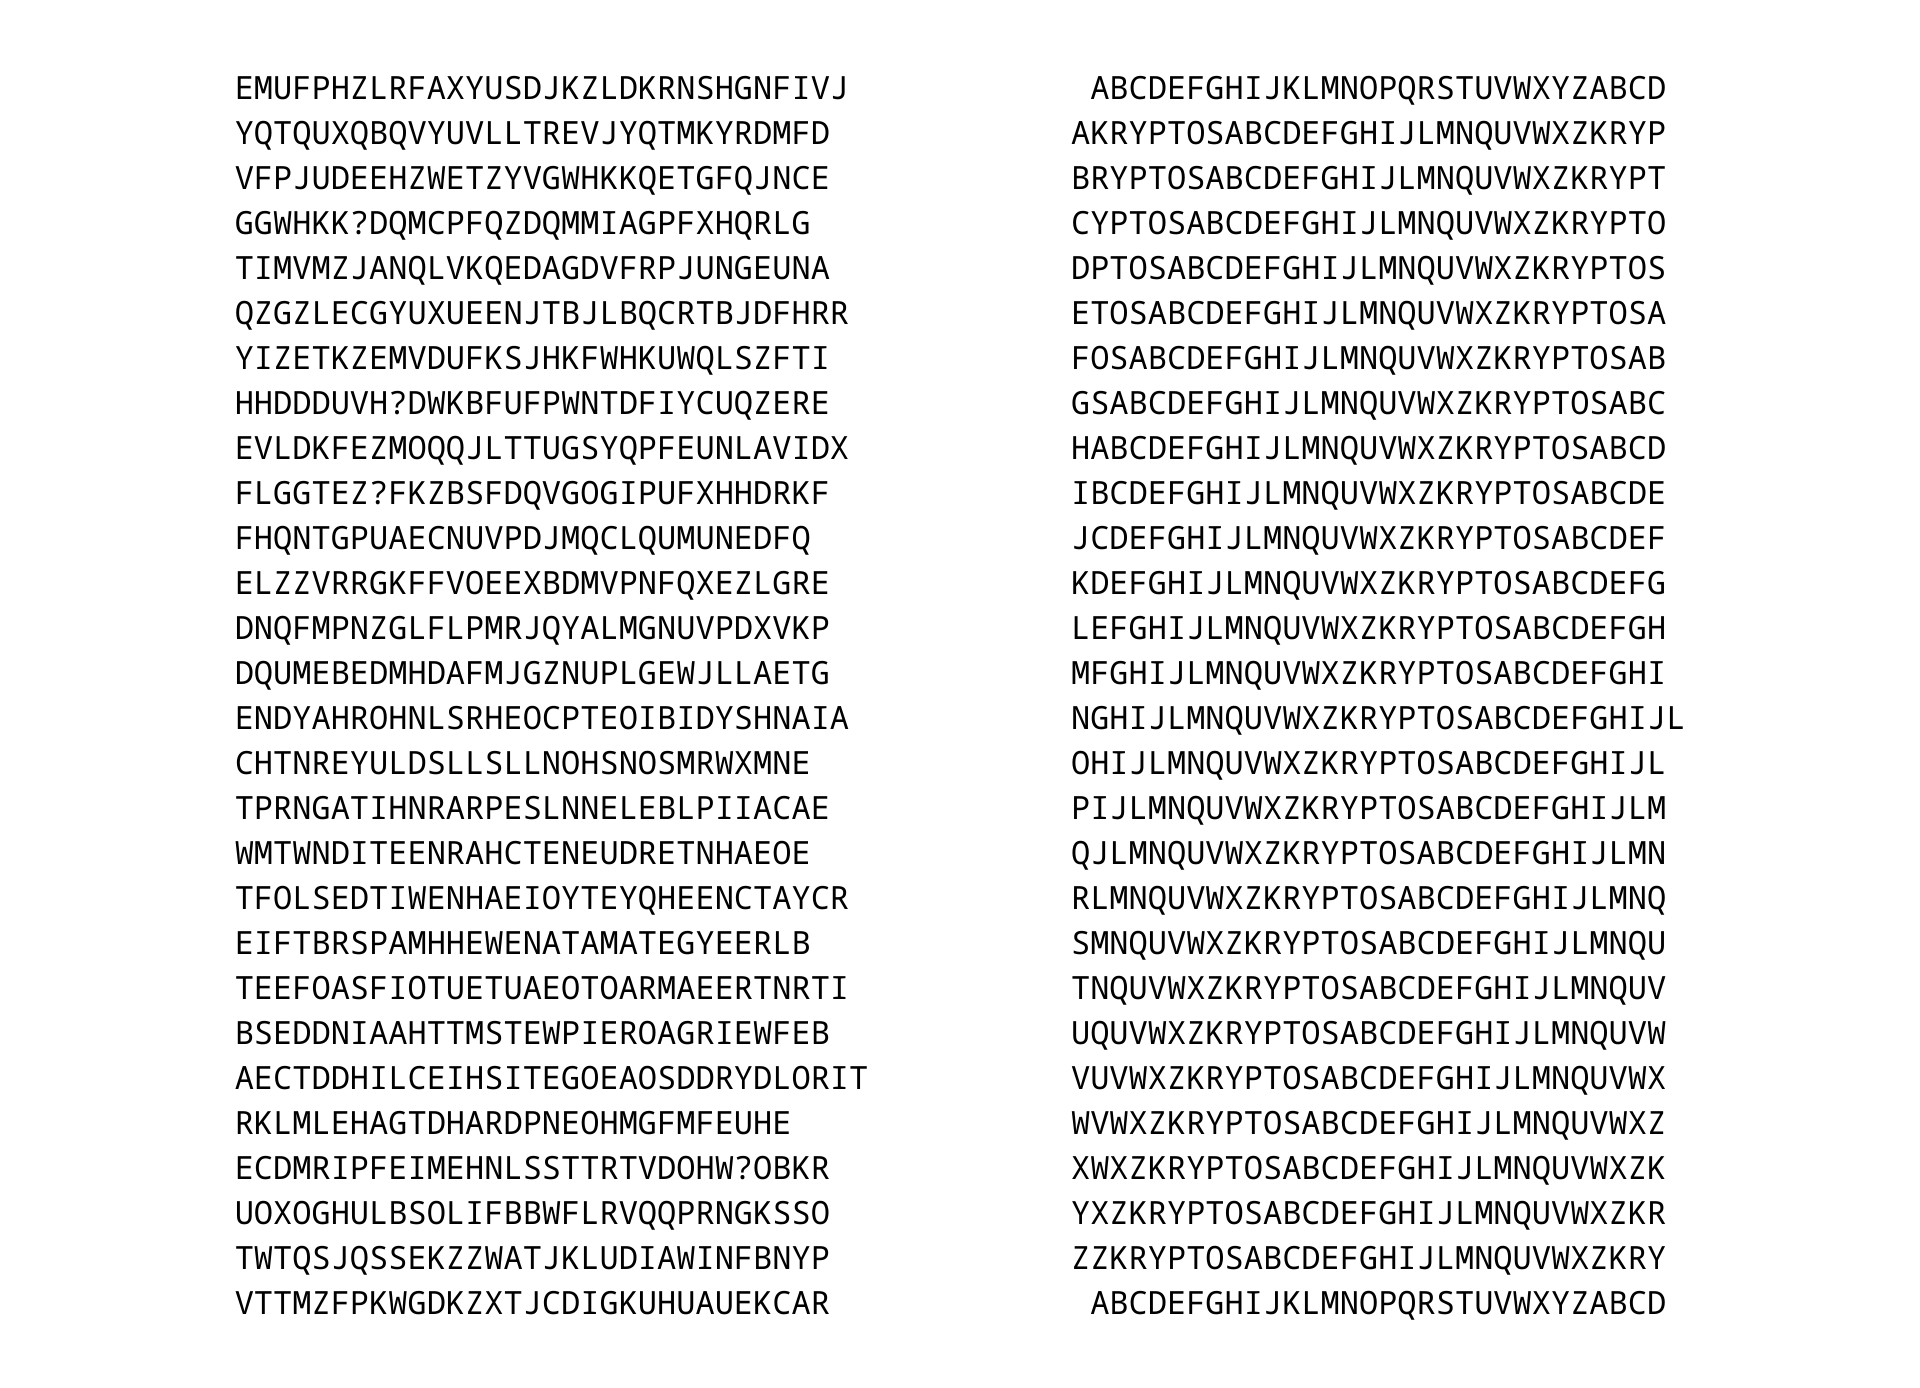 EMUFPHZLRFAXYUSDJKZLDKRNSHGNFIVJ
YQTQUXQBQVYUVLLTREVJYQTMKYRDMFD
VFPJUDEEHZWETZYVGWHKKQETGFQJNCE
GGWHKK?DQMCPFQZDQMMIAGPFXHQRLG
TIMVMZJANQLVKQEDAGDVFRPJUNGEUNA
QZGZLECGYUXUEENJTBJLBQCRTBJDFHRR
YIZETKZEMVDUFKSJHKFWHKUWQLSZFTI
HHDDDUVH?DWKBFUFPWNTDFIYCUQZERE
EVLDKFEZMOQQJLTTUGSYQPFEUNLAVIDX
FLGGTEZ?FKZBSFDQVGOGIPUFXHHDRKF
FHQNTGPUAECNUVPDJMQCLQUMUNEDFQ
ELZZVRRGKFFVOEEXBDMVPNFQXEZLGRE
DNQFMPNZGLFLPMRJQYALMGNUVPDXVKP
DQUMEBEDMHDAFMJGZNUPLGEWJLLAETG
ENDYAHROHNLSRHEOCPTEOIBIDYSHNAIA
CHTNREYULDSLLSLLNOHSNOSMRWXMNE
TPRNGATIHNRARPESLNNELEBLPIIACAE
WMTWNDITEENRAHCTENEUDRETNHAEOE
TFOLSEDTIWENHAEIOYTEYQHEENCTAYCR
EIFTBRSPAMHHEWENATAMATEGYEERLB
TEEFOASFIOTUETUAEOTOARMAEERTNRTI
BSEDDNIAAHTTMSTEWPIEROAGRIEWFEB
AECTDDHILCEIHSITEGOEAOSDDRYDLORIT
RKLMLEHAGTDHARDPNEOHMGFMFEUHE
ECDMRIPFEIMEHNLSSTTRTVDOHW?OBKR
UOXOGHULBSOLIFBBWFLRVQQPRNGKSSO
TWTQSJQSSEKZZWATJKLUDIAWINFBNYP
VTTMZFPKWGDKZXTJCDIGKUHUAUEKCAR
ABCDEFGHIJKLMNOPQRSTUVWXYZABCD
AKRYPTOSABCDEFGHIJLMNQUVWXZKRYP
BRYPTOSABCDEFGHIJLMNQUVWXZKRYPT
CYPTOSABCDEFGHIJLMNQUVWXZKRYPTO
DPTOSABCDEFGHIJLMNQUVWXZKRYPTOS
ETOSABCDEFGHIJLMNQUVWXZKRYPTOSA
FOSABCDEFGHIJLMNQUVWXZKRYPTOSAB
GSABCDEFGHIJLMNQUVWXZKRYPTOSABC
HABCDEFGHIJLMNQUVWXZKRYPTOSABCD
IBCDEFGHIJLMNQUVWXZKRYPTOSABCDE
JCDEFGHIJLMNQUVWXZKRYPTOSABCDEF
KDEFGHIJLMNQUVWXZKRYPTOSABCDEFG
LEFGHIJLMNQUVWXZKRYPTOSABCDEFGH
MFGHIJLMNQUVWXZKRYPTOSABCDEFGHI
NGHIJLMNQUVWXZKRYPTOSABCDEFGHIJL
OHIJLMNQUVWXZKRYPTOSABCDEFGHIJL
PIJLMNQUVWXZKRYPTOSABCDEFGHIJLM
QJLMNQUVWXZKRYPTOSABCDEFGHIJLMN
RLMNQUVWXZKRYPTOSABCDEFGHIJLMNQ
SMNQUVWXZKRYPTOSABCDEFGHIJLMNQU
TNQUVWXZKRYPTOSABCDEFGHIJLMNQUV
UQUVWXZKRYPTOSABCDEFGHIJLMNQUVW
VUVWXZKRYPTOSABCDEFGHIJLMNQUVWX
WVWXZKRYPTOSABCDEFGHIJLMNQUVWXZ
XWXZKRYPTOSABCDEFGHIJLMNQUVWXZK
YXZKRYPTOSABCDEFGHIJLMNQUVWXZKR
ZZKRYPTOSABCDEFGHIJLMNQUVWXZKRY
ABCDEFGHIJKLMNOPQRSTUVWXYZABCD